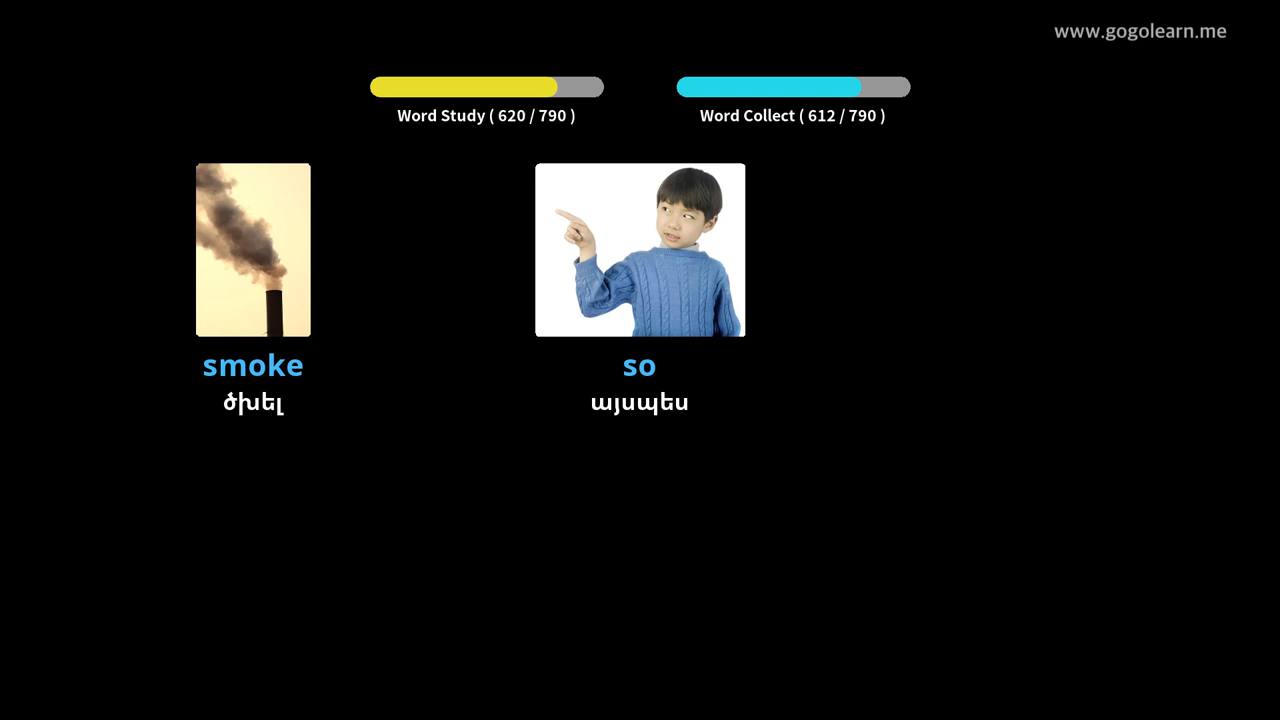 www.gogolearn.me
Word Study ( 620 / 790 )
Word Collect ( 612 / 790 )
smoke
ծխել
so
այսպես